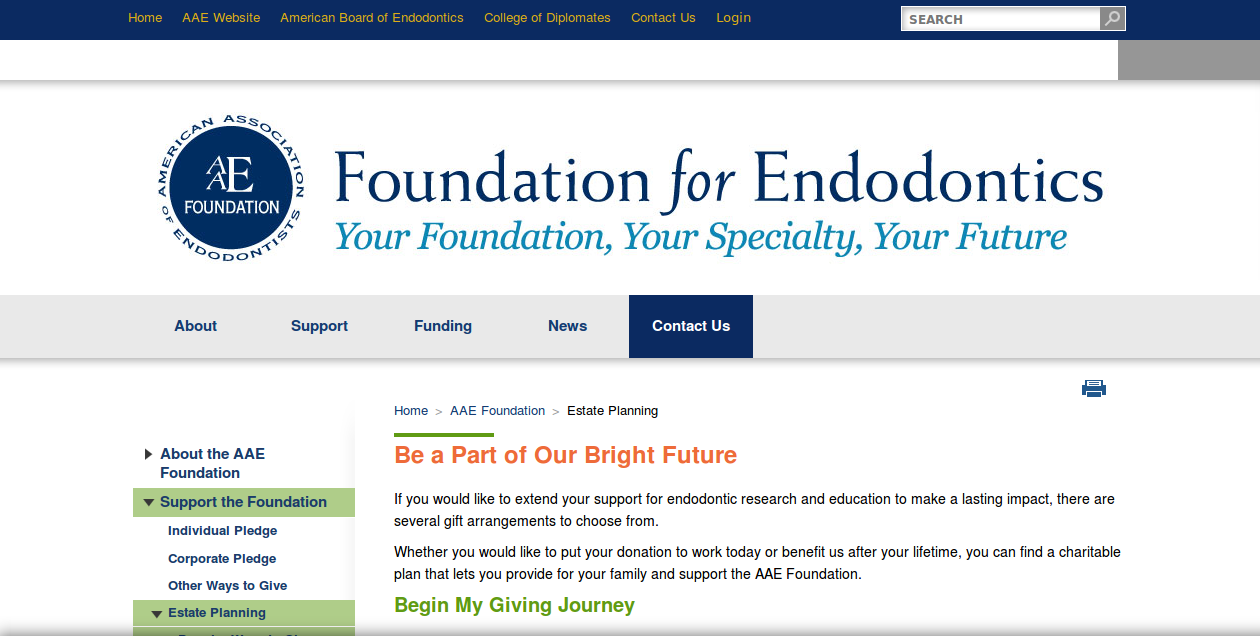 Home AAE Website American Board of Endodontics College of Diplomates Contact Us Login
SEARCH
AMERICAN ASSOCIATION OF ENDODONTISTS
AAE
FOUNDATION
Foundation for Endodontics
Your Foundation, Your Specialty, Your Future
About Support Funding News Contact Us
Home > AAE Foundation > Estate Planning
Be a Part of Our Bright Future
If you would like to extend your support for endodontic research and education to make a lasting impact, there are
several gift arrangements to choose from.
Whether you would like to put your donation to work today or benefit us after your lifetime, you can find a charitable
plan that lets you provide for your family and support the AAE Foundation.
Begin My Giving Journey
About the AAE
Foundation
Support the Foundation
Individual Pledge
Corporate Pledge
Other Ways to Give
Estate Planning